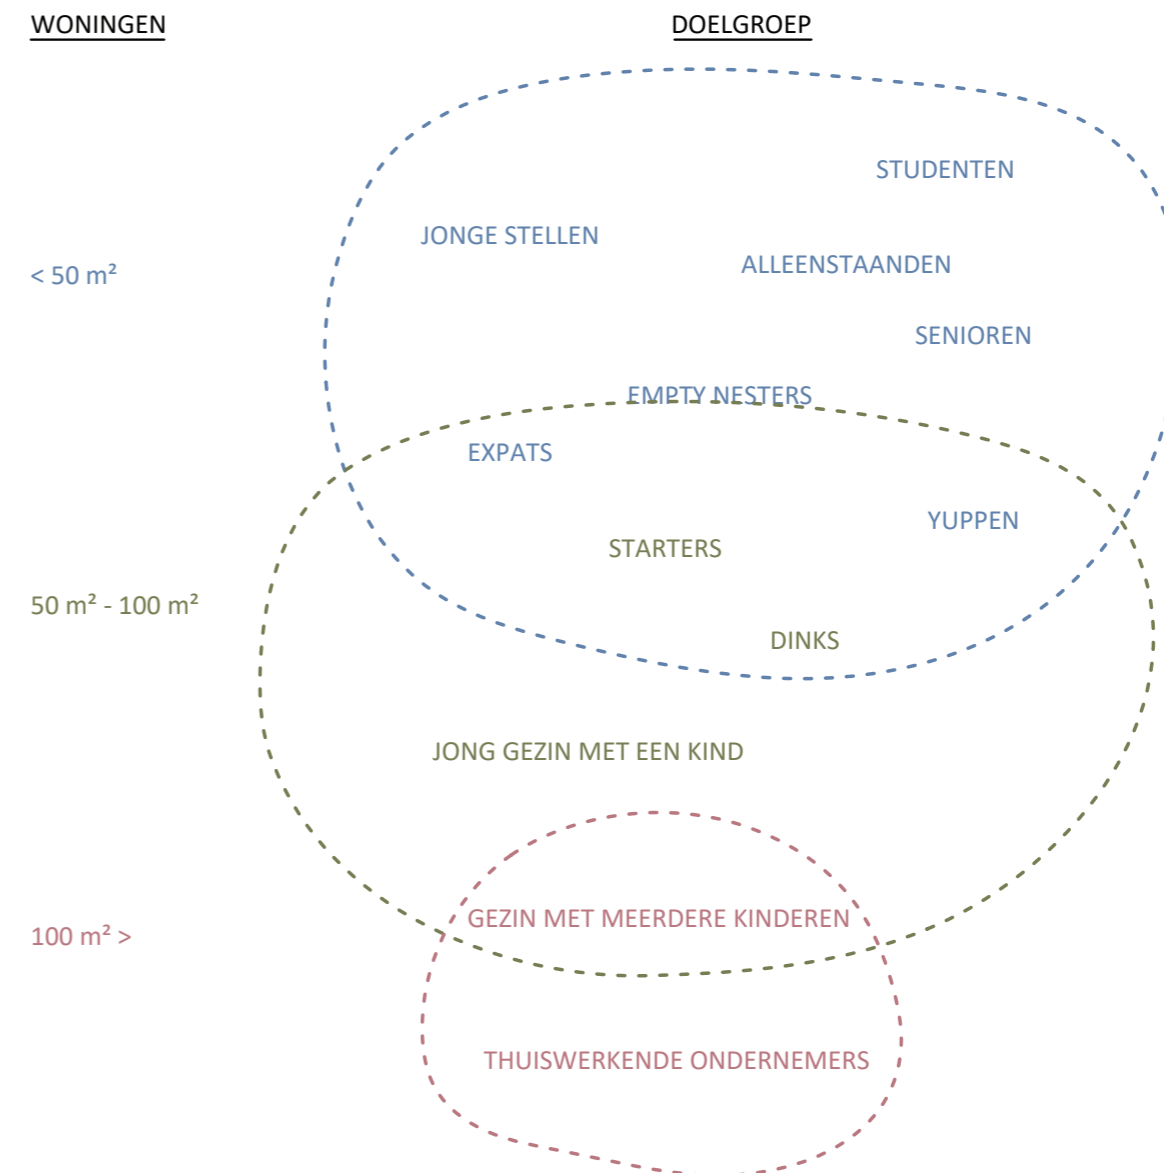 WONINGEN
DOELGROEP
STUDENTEN
JONGE STELLEN
ALLEENSTAANDEN
< 50 m²
SENIOREN
EMPTY NESTERS
EXPATS
YUPPEN
STARTERS
50 m² - 100 m²
DINKS
JONG GEZIN MET EEN KIND
GEZIN MET MEERDERE KINDEREN
100 m² >
THUISWERKENDE ONDERNEMERS